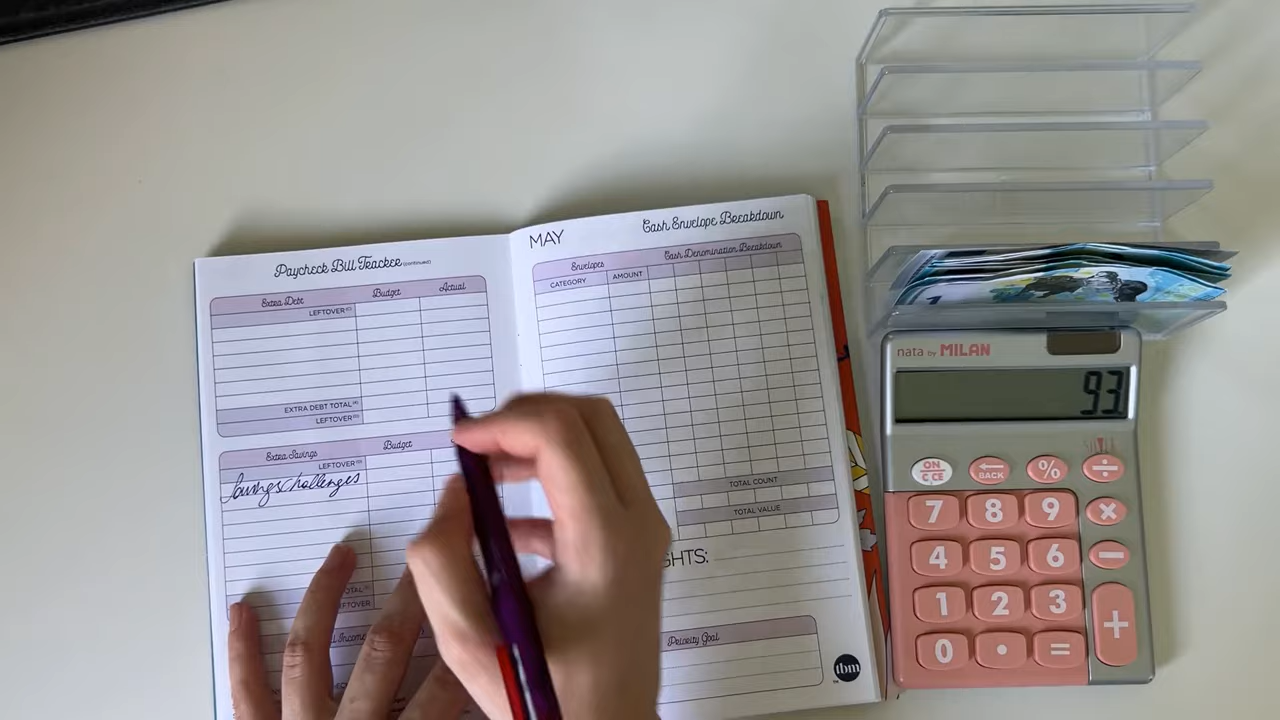 Paycheck Bill Tracker (continued)
Extra Debt Budget Actual
LEFTOVER
EXTRA DEBT TOTAL
LEFTOVER
Extra Savings Budget
LEFTOVER
Savings Challenges
MAY
Cash Envelope Breakdown
Envelopes Cash Denomination Breakdown
CATEGORY AMOUNT
TOTAL COUNT
TOTAL VALUE
GHTS:
Priority Goal
tbm
nata by MILAN
93
ON
C/CE BACK % ÷
7 8 9 ×
4 5 6 −
1 2 3 +
0 • =